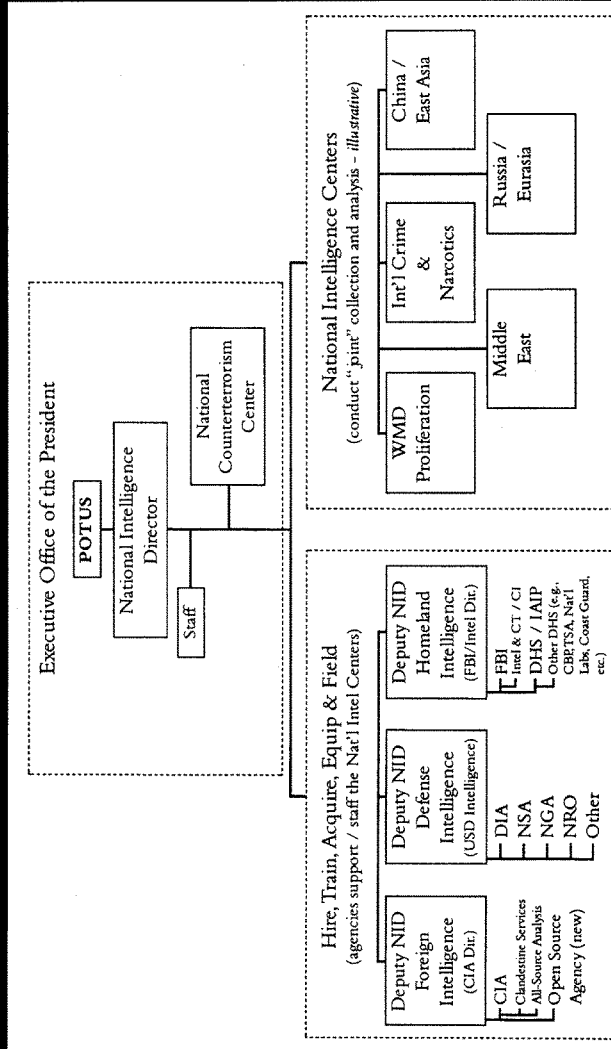 Executive Office of the President
POTUS
National Intelligence
Director
Staff
National
Counterterrorism
Center
Hire, Train, Acquire, Equip & Field
(agencies support / staff the Nat'l Intel Centers)
Deputy NID
Foreign
Intelligence
(CIA Dir.)
CIA
Clandestine Services
All-Source Analysis
Open Source
Agency (new)
Deputy NID
Defense
Intelligence
(USD Intelligence)
DIA
NSA
NGA
NRO
Other
Deputy NID
Homeland
Intelligence
(FBI/Intel Dir.)
FBI
Intel & CT / CI
DHS / IAIP
Other DHS (e.g.,
CBP,TSA, Nat'l
Labs, Coast Guard,
etc.)
National Intelligence Centers
(conduct "joint" collection and analysis – illustrative)
WMD
Proliferation
Int'l Crime
&
Narcotics
China /
East Asia
Middle
East
Russia /
Eurasia